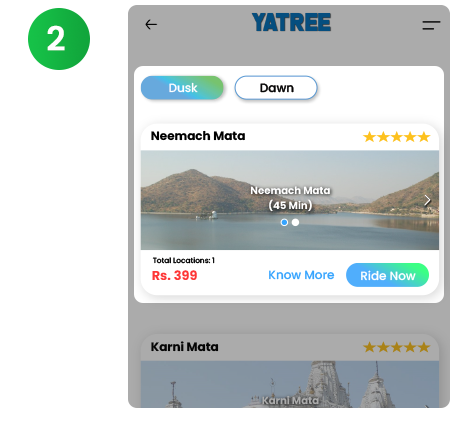 2
YATREE
Dusk
Dawn
Neemach Mata
Neemach Mata
(45 Min)
Total Locations: 1
Rs. 399
Know More
Ride Now
Karni Mata
Karni Mata